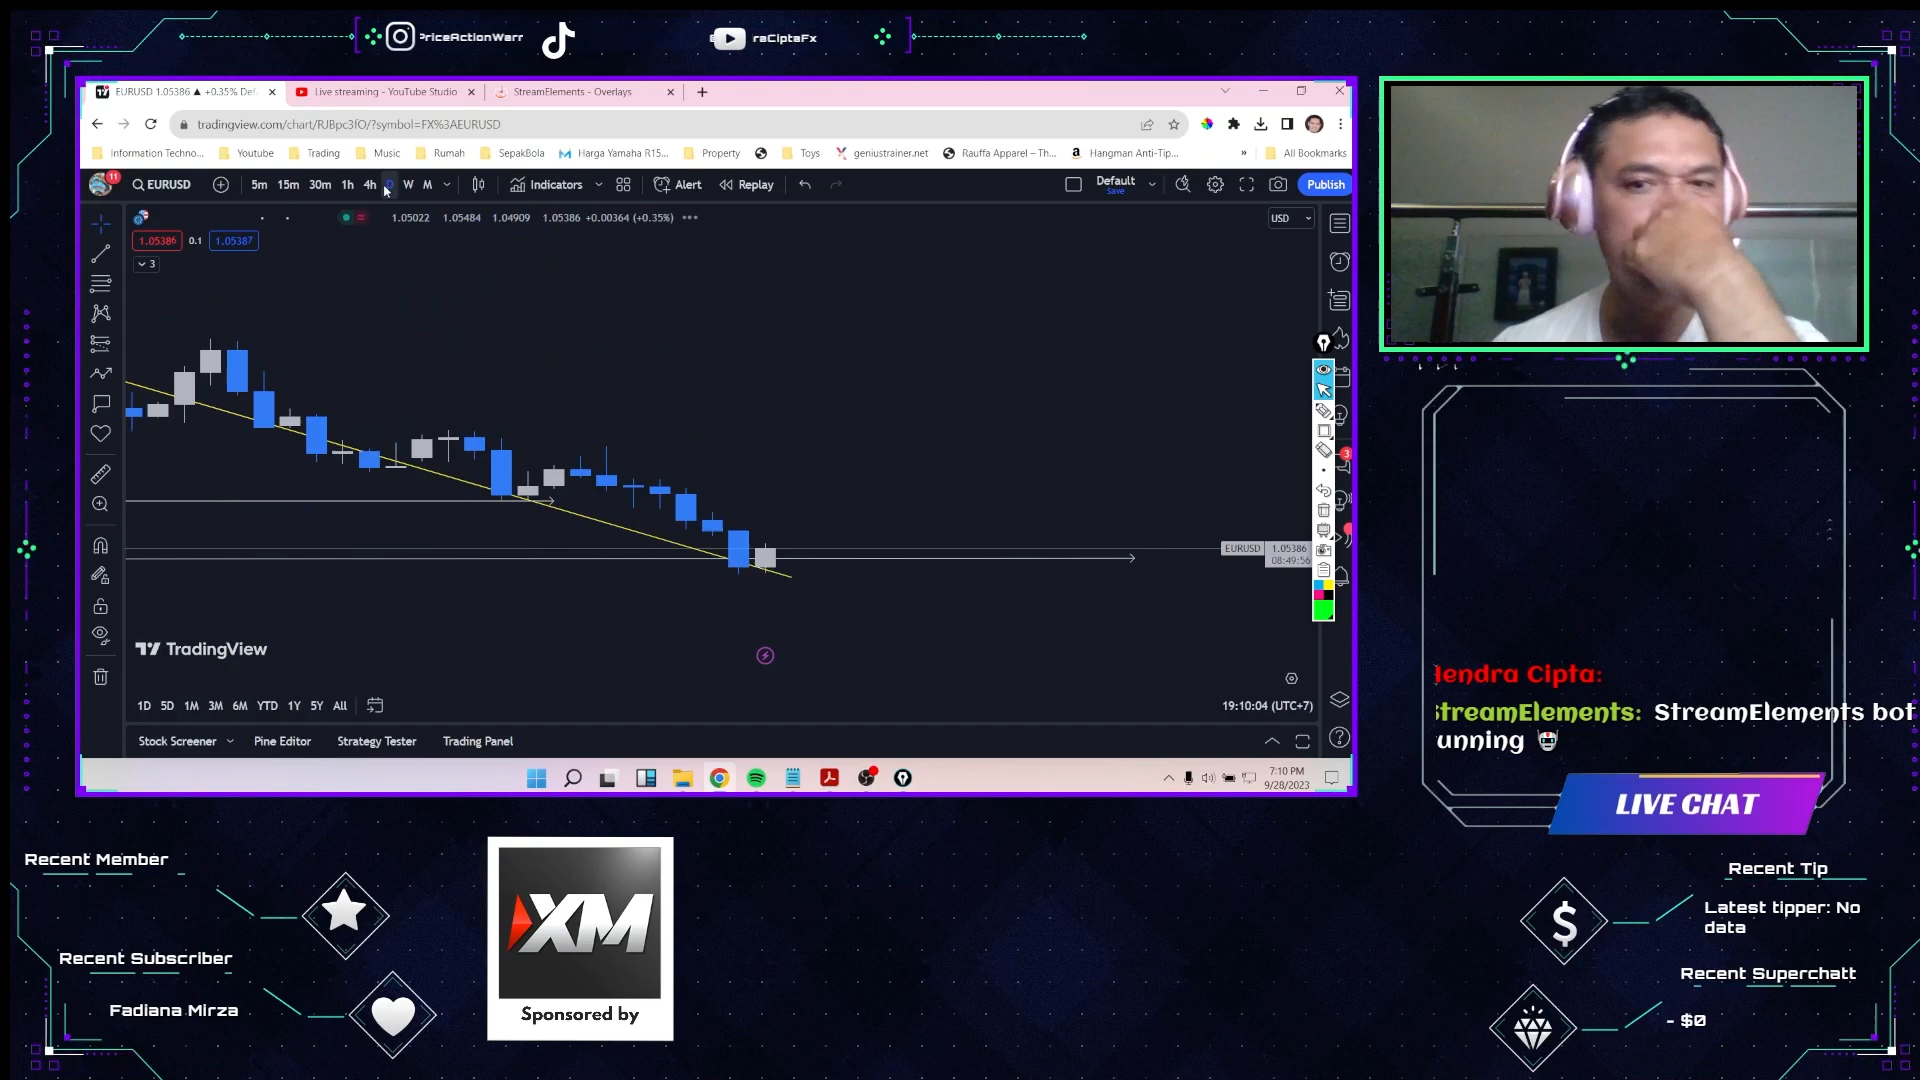 PriceActionWarr
raCiptaFx
EURUSD 1.05386 ▲ +0.35% Def
Live streaming - YouTube Studio
StreamElements - Overlays
tradingview.com/chart/RJBpc3fO/?symbol=FX%3AEURUSD
Information Techno...
Youtube
Trading
Music
Rumah
SepakBola
Harga Yamaha R15...
Property
Toys
geniustrainer.net
Rauffa Apparel – Th...
Hangman Anti-Tip...
»
All Bookmarks
11
EURUSD
5m 15m 30m 1h 4h D W M
Indicators
Alert
Replay
Default
Save
Publish
1.05022 1.05484 1.04909 1.05386 +0.00364 (+0.35%)
USD
1.05386 0.1 1.05387
3
3
EURUSD 1.05386
08:49:56
TradingView
1D 5D 1M 3M 6M YTD 1Y 5Y All
19:10:04 (UTC+7)
Stock Screener
Pine Editor
Strategy Tester
Trading Panel
7:10 PM
9/28/2023
endra Cipta:
StreamElements: StreamElements bot
unning
LIVE CHAT
Recent Member
Recent Subscriber
Fadiana Mirza
XM
Sponsored by
Recent Tip
Latest tipper: No
data
Recent Superchatt
- $0